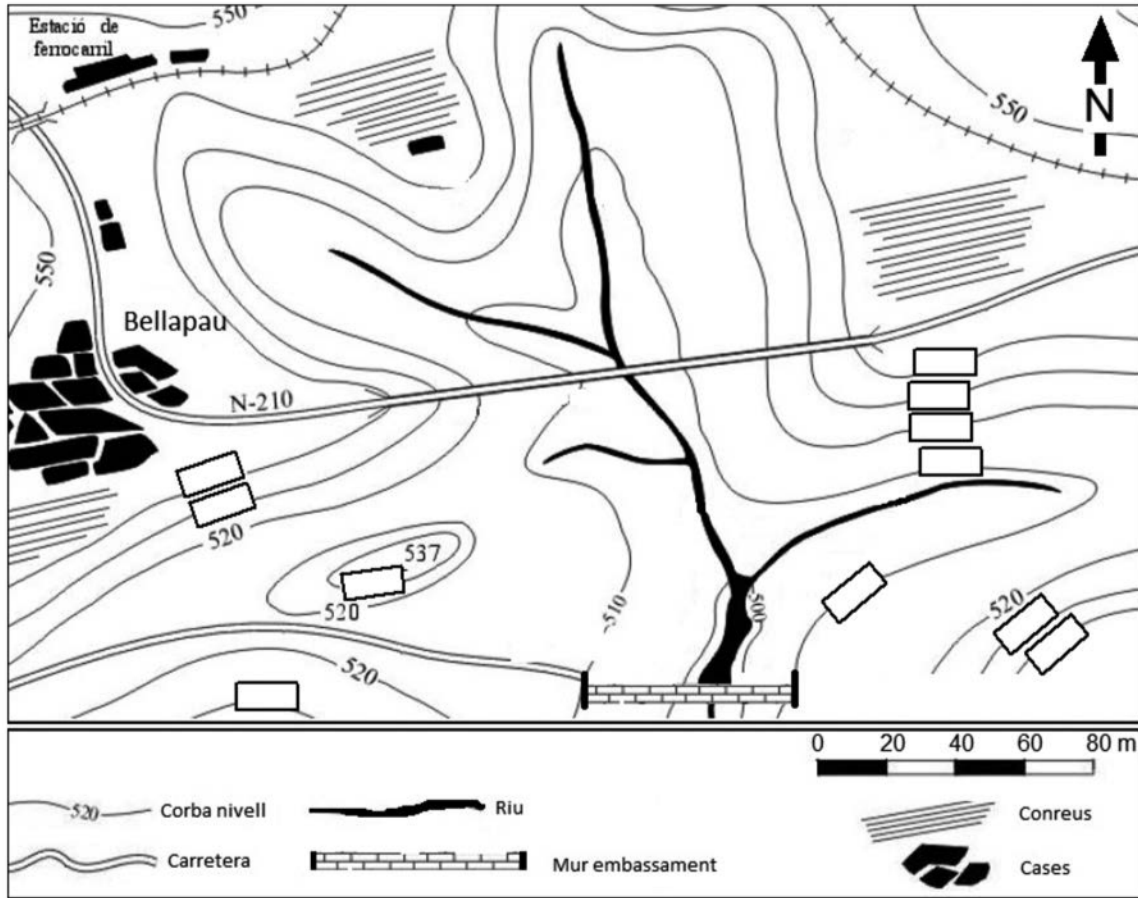 550
Estació de
ferrocarril
N
550
550
Bellapau
N-210
520
537
520
510
500
520
520
0 20 40 60 80 m
520
Corba nivell
Riu
Conreus
Carretera
Mur embassament
Cases